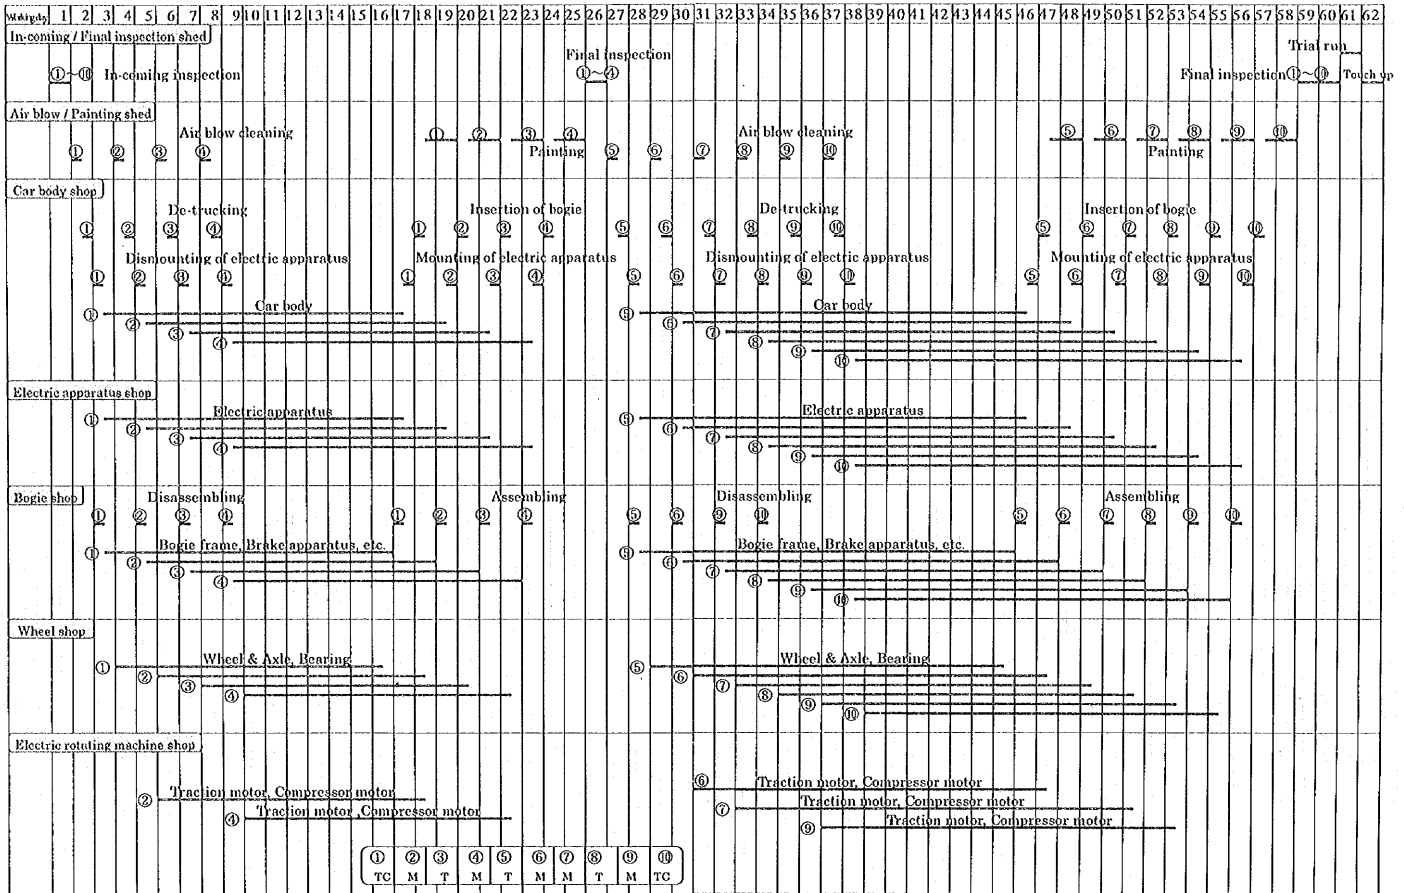 Workingday 1 2 3 4 5 6 7 8 9 10 11 12 13 14 15 16 17 18 19 20 21 22 23 24 25 26 27 28 29 30 31 32 33 34 35 36 37 38 39 40 41 42 43 44 45 46 47 48 49 50 51 52 53 54 55 56 57 58 59 60 61 62
In-coming / Final inspection shed
Trial run
Final inspection
①~⑩ In-coming inspection ①~④ Final inspection ①~⑩ Touch up
Air blow / Painting shed
Air blow cleaning ① ② ③ ④ Air blow cleaning ⑤ ⑥ ⑦ ⑧ ⑨ ⑩
① ② ③ ④ Painting ⑤ ⑥ ⑦ ⑧ ⑨ ⑩ Painting
Car body shop
De-trucking Insertion of bogie De-trucking Insertion of bogie
① ② ③ ④ ① ② ③ ④ ⑤ ⑥ ⑦ ⑧ ⑨ ⑩ ⑤ ⑥ ⑦ ⑧ ⑨ ⑩
Dismounting of electric apparatus Mounting of electric apparatus Dismounting of electric apparatus Mounting of electric apparatus
① ② ③ ④ ① ② ③ ④ ⑤ ⑥ ⑦ ⑧ ⑨ ⑩ ⑤ ⑥ ⑦ ⑧ ⑨ ⑩
Car body Car body
① ⑤
② ⑥
③ ⑦
④ ⑧
⑨
⑩
Electric apparatus shop
Electric apparatus Electric apparatus
① ⑤
② ⑥
③ ⑦
④ ⑧
⑨
⑩
Bogie shop
Disassembling Assembling Disassembling Assembling
① ② ③ ④ ① ② ③ ④ ⑤ ⑥ ⑨ ⑩ ⑤ ⑥ ⑦ ⑧ ⑨ ⑩
Bogie frame, Brake apparatus, etc. Bogie frame, Brake apparatus, etc.
① ⑤
② ⑥
③ ⑦
④ ⑧
⑨
⑩
Wheel shop
Wheel & Axle, Bearing Wheel & Axle, Bearing
① ⑤
② ⑥
③ ⑦
④ ⑧
⑨
⑩
Electric rotating machine shop
⑥ Traction motor, Compressor motor
② Traction motor, Compressor motor ⑦ Traction motor, Compressor motor
④ Traction motor ,Compressor motor ⑨ Traction motor, Compressor motor
① ② ③ ④ ⑤ ⑥ ⑦ ⑧ ⑨ ⑩
TC M T M T M M T M TC